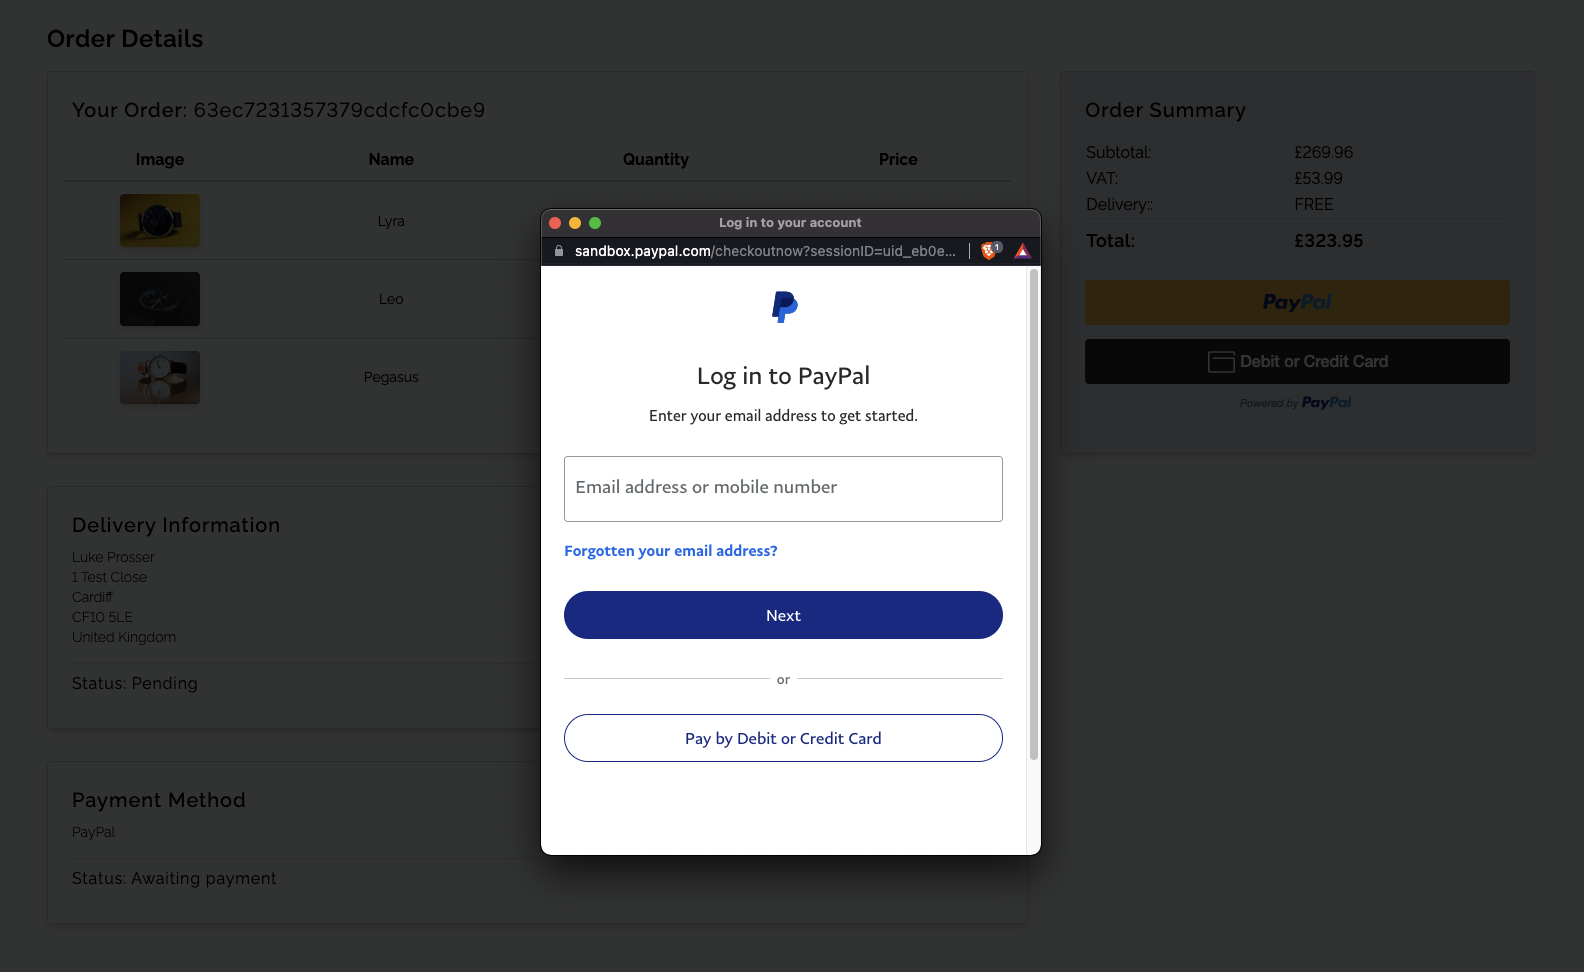 Order Details
Your Order: 63ec7231357379cdcfc0cbe9
Image Name Quantity Price
Lyra
Leo
Pegasus
Delivery Information
Luke Prosser
1 Test Close
Cardiff
CF10 5LE
United Kingdom
Status: Pending
Payment Method
PayPal
Status: Awaiting payment
Order Summary
Subtotal: £269.96
VAT: £53.99
Delivery:: FREE
Total: £323.95
PayPal
Debit or Credit Card
Powered by PayPal
Log in to your account
sandbox.paypal.com/checkoutnow?sessionID=uid_eb0e...
1
Log in to PayPal
Enter your email address to get started.
Email address or mobile number
Forgotten your email address?
Next
or
Pay by Debit or Credit Card